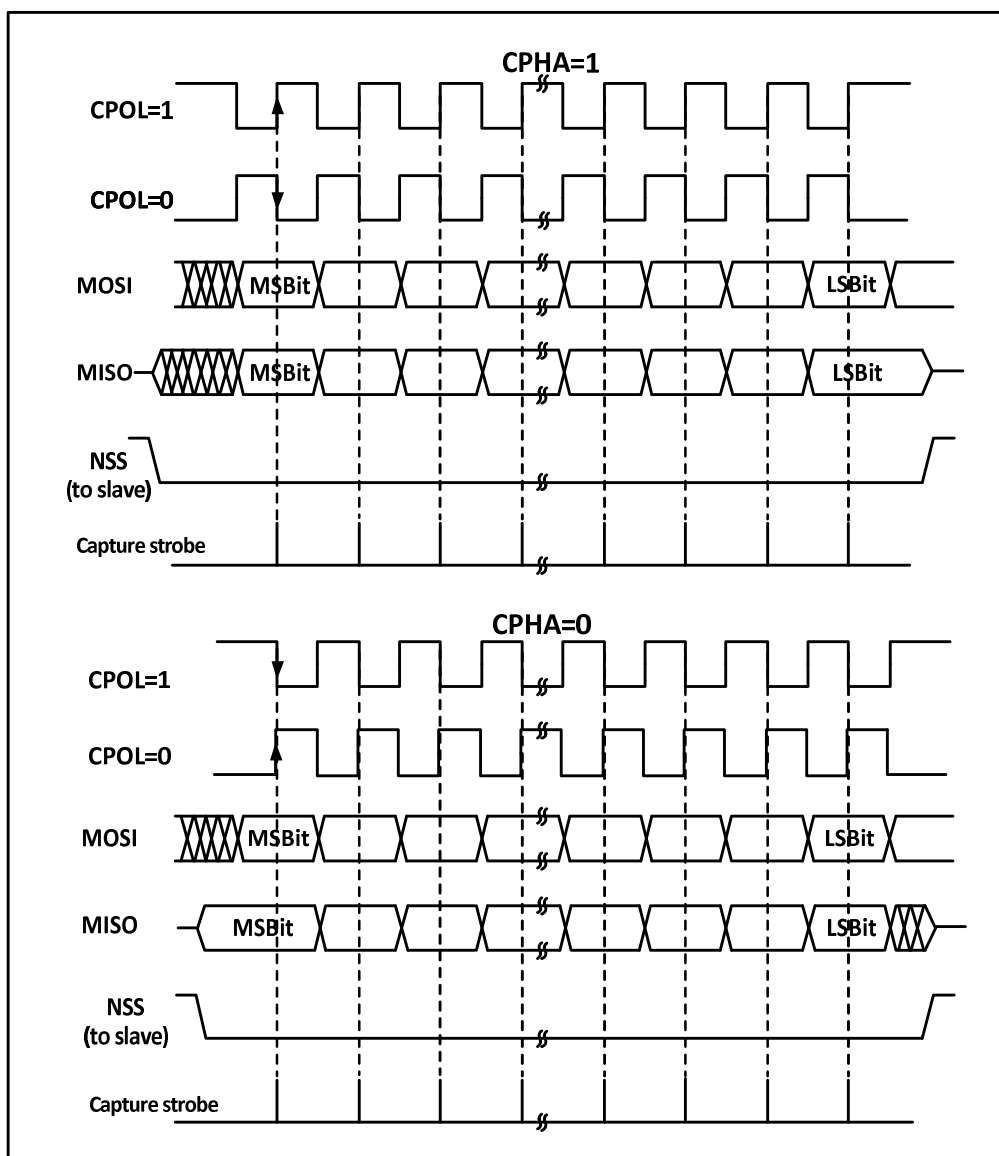 CPHA=1
CPOL=1
CPOL=0
MOSI
MSBit
LSBit
MISO
MSBit
LSBit
NSS
(to slave)
Capture strobe
CPHA=0
CPOL=1
CPOL=0
MOSI
MSBit
LSBit
MISO
MSBit
LSBit
NSS
(to slave)
Capture strobe